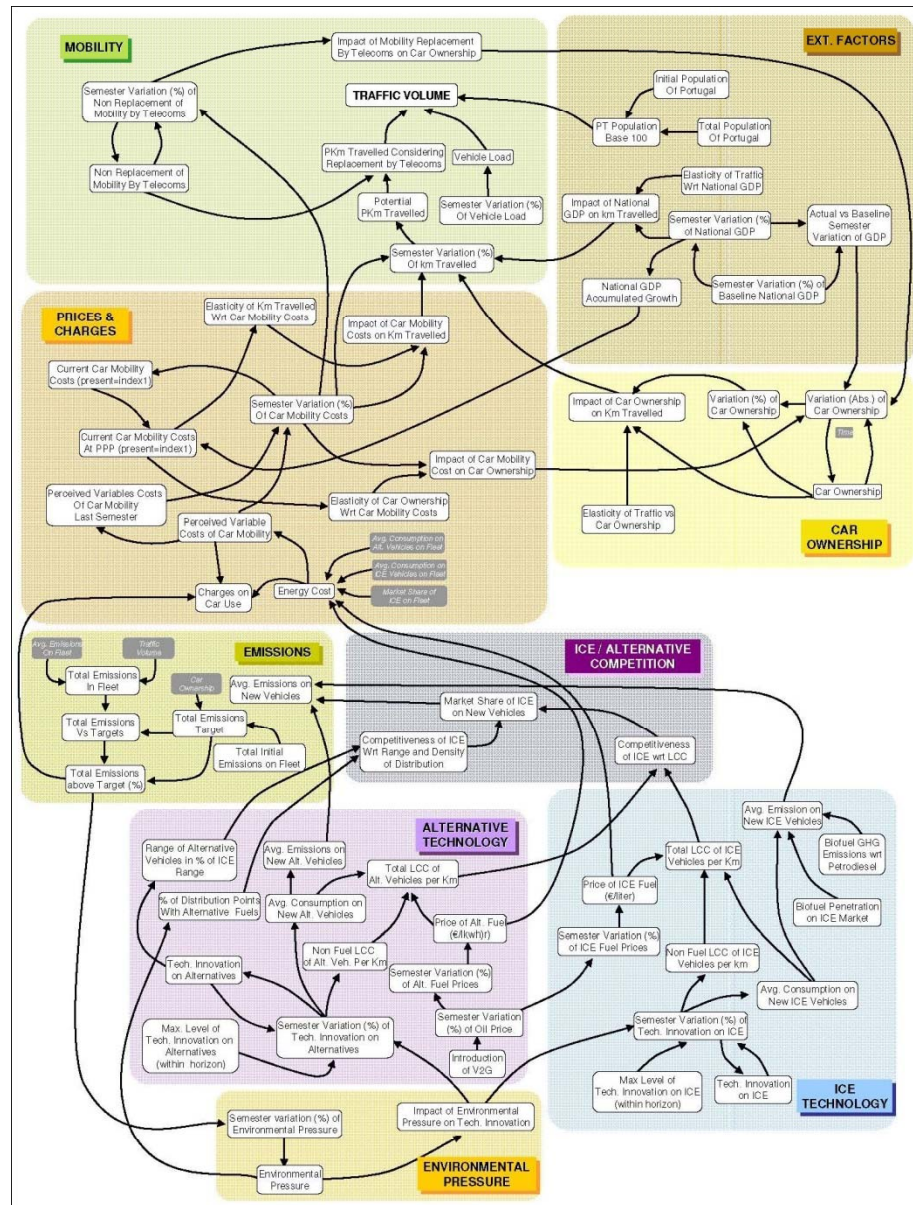 MOBILITY
Impact of Mobility Replacement
By Telecoms on Car Ownership
Semester Variation (%) of
Non Replacement of
Mobility by Telecoms
TRAFFIC VOLUME
PKm Travelled Considering
Replacement by Telecoms
Vehicle Load
Non Replacement of
Mobility By Telecoms
Potential
PKm Travelled
Semester Variation (%)
Of Vehicle Load
Semester Variation (%)
Of km Travelled
EXT. FACTORS
Initial Population
Of Portugal
PT Population
Base 100
Total Population
Of Portugal
Elasticity of Traffic
Wrt National GDP
Impact of National
GDP on km Travelled
Semester Variation (%)
of National GDP
Actual vs Baseline
Semester
Variation of GDP
National GDP
Accumulated Growth
Semester Variation (%) of
Baseline National GDP
PRICES &
CHARGES
Elasticity of Km Travelled
Wrt Car Mobility Costs
Impact of Car Mobility
Costs on Km Travelled
Current Car Mobility
Costs (present=index1)
Semester Variation (%)
Of Car Mobility Costs
Current Car Mobility Costs
At PPP (present=index1)
Impact of Car Mobility
Cost on Car Ownership
Perceived Variables Costs
Of Car Mobility
Last Semester
Elasticity of Car Ownership
Wrt Car Mobility Costs
Perceived Variable
Costs of Car Mobility
Avg. Consumption on
Alt. Vehicles on Fleet
Avg. Consumption on
ICE Vehicles on Fleet
Market Share of
ICE on Fleet
Charges on
Car Use
Energy Cost
Impact of Car Ownership
on Km Travelled
Variation (%) of
Car Ownership
Variation (Abs.) of
Car Ownership
Time
Car Ownership
Elasticity of Traffic vs
Car Ownership
CAR
OWNERSHIP
EMISSIONS
Avg. Emissions
On Fleet
Traffic
Volume
Total Emissions
In Fleet
Car
Ownership
Avg. Emissions on
New Vehicles
Total Emissions
Vs Targets
Total Emissions
Target
Total Initial
Emissions on Fleet
Total Emissions
above Target (%)
ICE / ALTERNATIVE
COMPETITION
Market Share of ICE
on New Vehicles
Competitiveness of ICE
Wrt Range and Density
of Distribution
Competitiveness
of ICE wrt LCC
ALTERNATIVE
TECHNOLOGY
Range of Alternative
Vehicles in % of ICE
Range
Avg. Emissions on
New Alt. Vehicles
Total LCC of
Alt. Vehicles per Km
% of Distribution Points
With Alternative Fuels
Avg. Consumption on
New Alt. Vehicles
Price of Alt. Fuel
(€/lkwh)r)
Non Fuel LCC
of Alt. Veh. Per Km
Tech. Innovation
on Alternatives
Semester Variation (%)
of Alt. Fuel Prices
Max. Level of
Tech. Innovation on
Alternatives
(within horizon)
Semester Variation (%) of
Tech. Innovation on
Alternatives
Semester Variation
(%) of Oil Price
Introduction
of V2G
Avg. Emission on
New ICE Vehicles
Total LCC of ICE
Vehicles per Km
Biofuel GHG
Emissions wrt
Petrodiesel
Price of ICE Fuel
(€/liter)
Biofuel Penetration
on ICE Market
Semester Variation (%)
of ICE Fuel Prices
Non Fuel LCC of ICE
Vehicles per km
Avg. Consumption on
New ICE Vehicles
Semester Variation (%) of
Tech. Innovation on ICE
Max Level of
Tech. Innovation on ICE
(within horizon)
Tech. Innovation
on ICE
ICE
TECHNOLOGY
Semester variation (%) of
Environmental Pressure
Impact of Environmental
Pressure on Tech. Innovation
Environmental
Pressure
ENVIRONMENTAL
PRESSURE